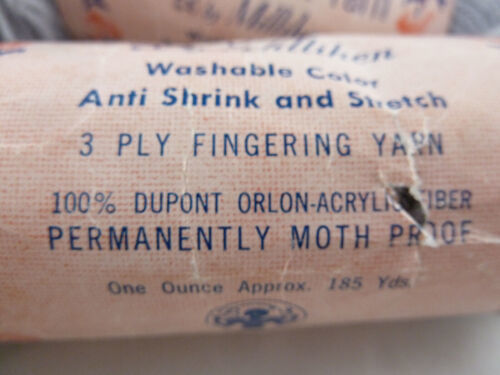 Washable Color
Anti Shrink and Stretch
3 PLY FINGERING YARN
100% DUPONT ORLON-ACRYLIC FIBER
PERMANENTLY MOTH PROOF
One Ounce Approx. 185 Yds.